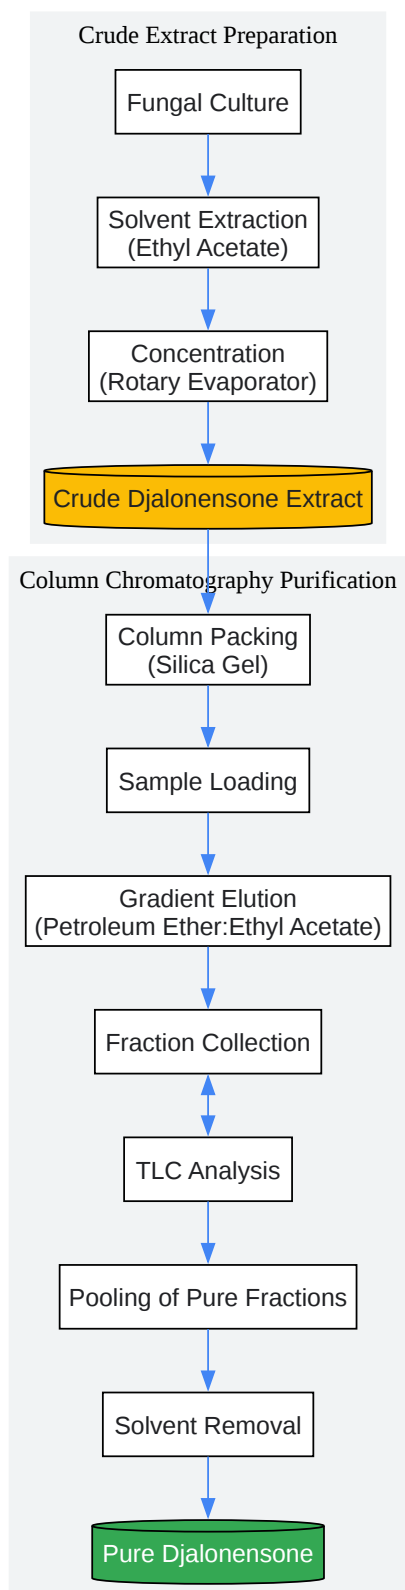 Crude Extract Preparation
Fungal Culture
Solvent Extraction
(Ethyl Acetate)
Concentration
(Rotary Evaporator)
Crude Djalonensone Extract
Column Chromatography Purification
Column Packing
(Silica Gel)
Sample Loading
Gradient Elution
(Petroleum Ether:Ethyl Acetate)
Fraction Collection
TLC Analysis
Pooling of Pure Fractions
Solvent Removal
Pure Djalonensone